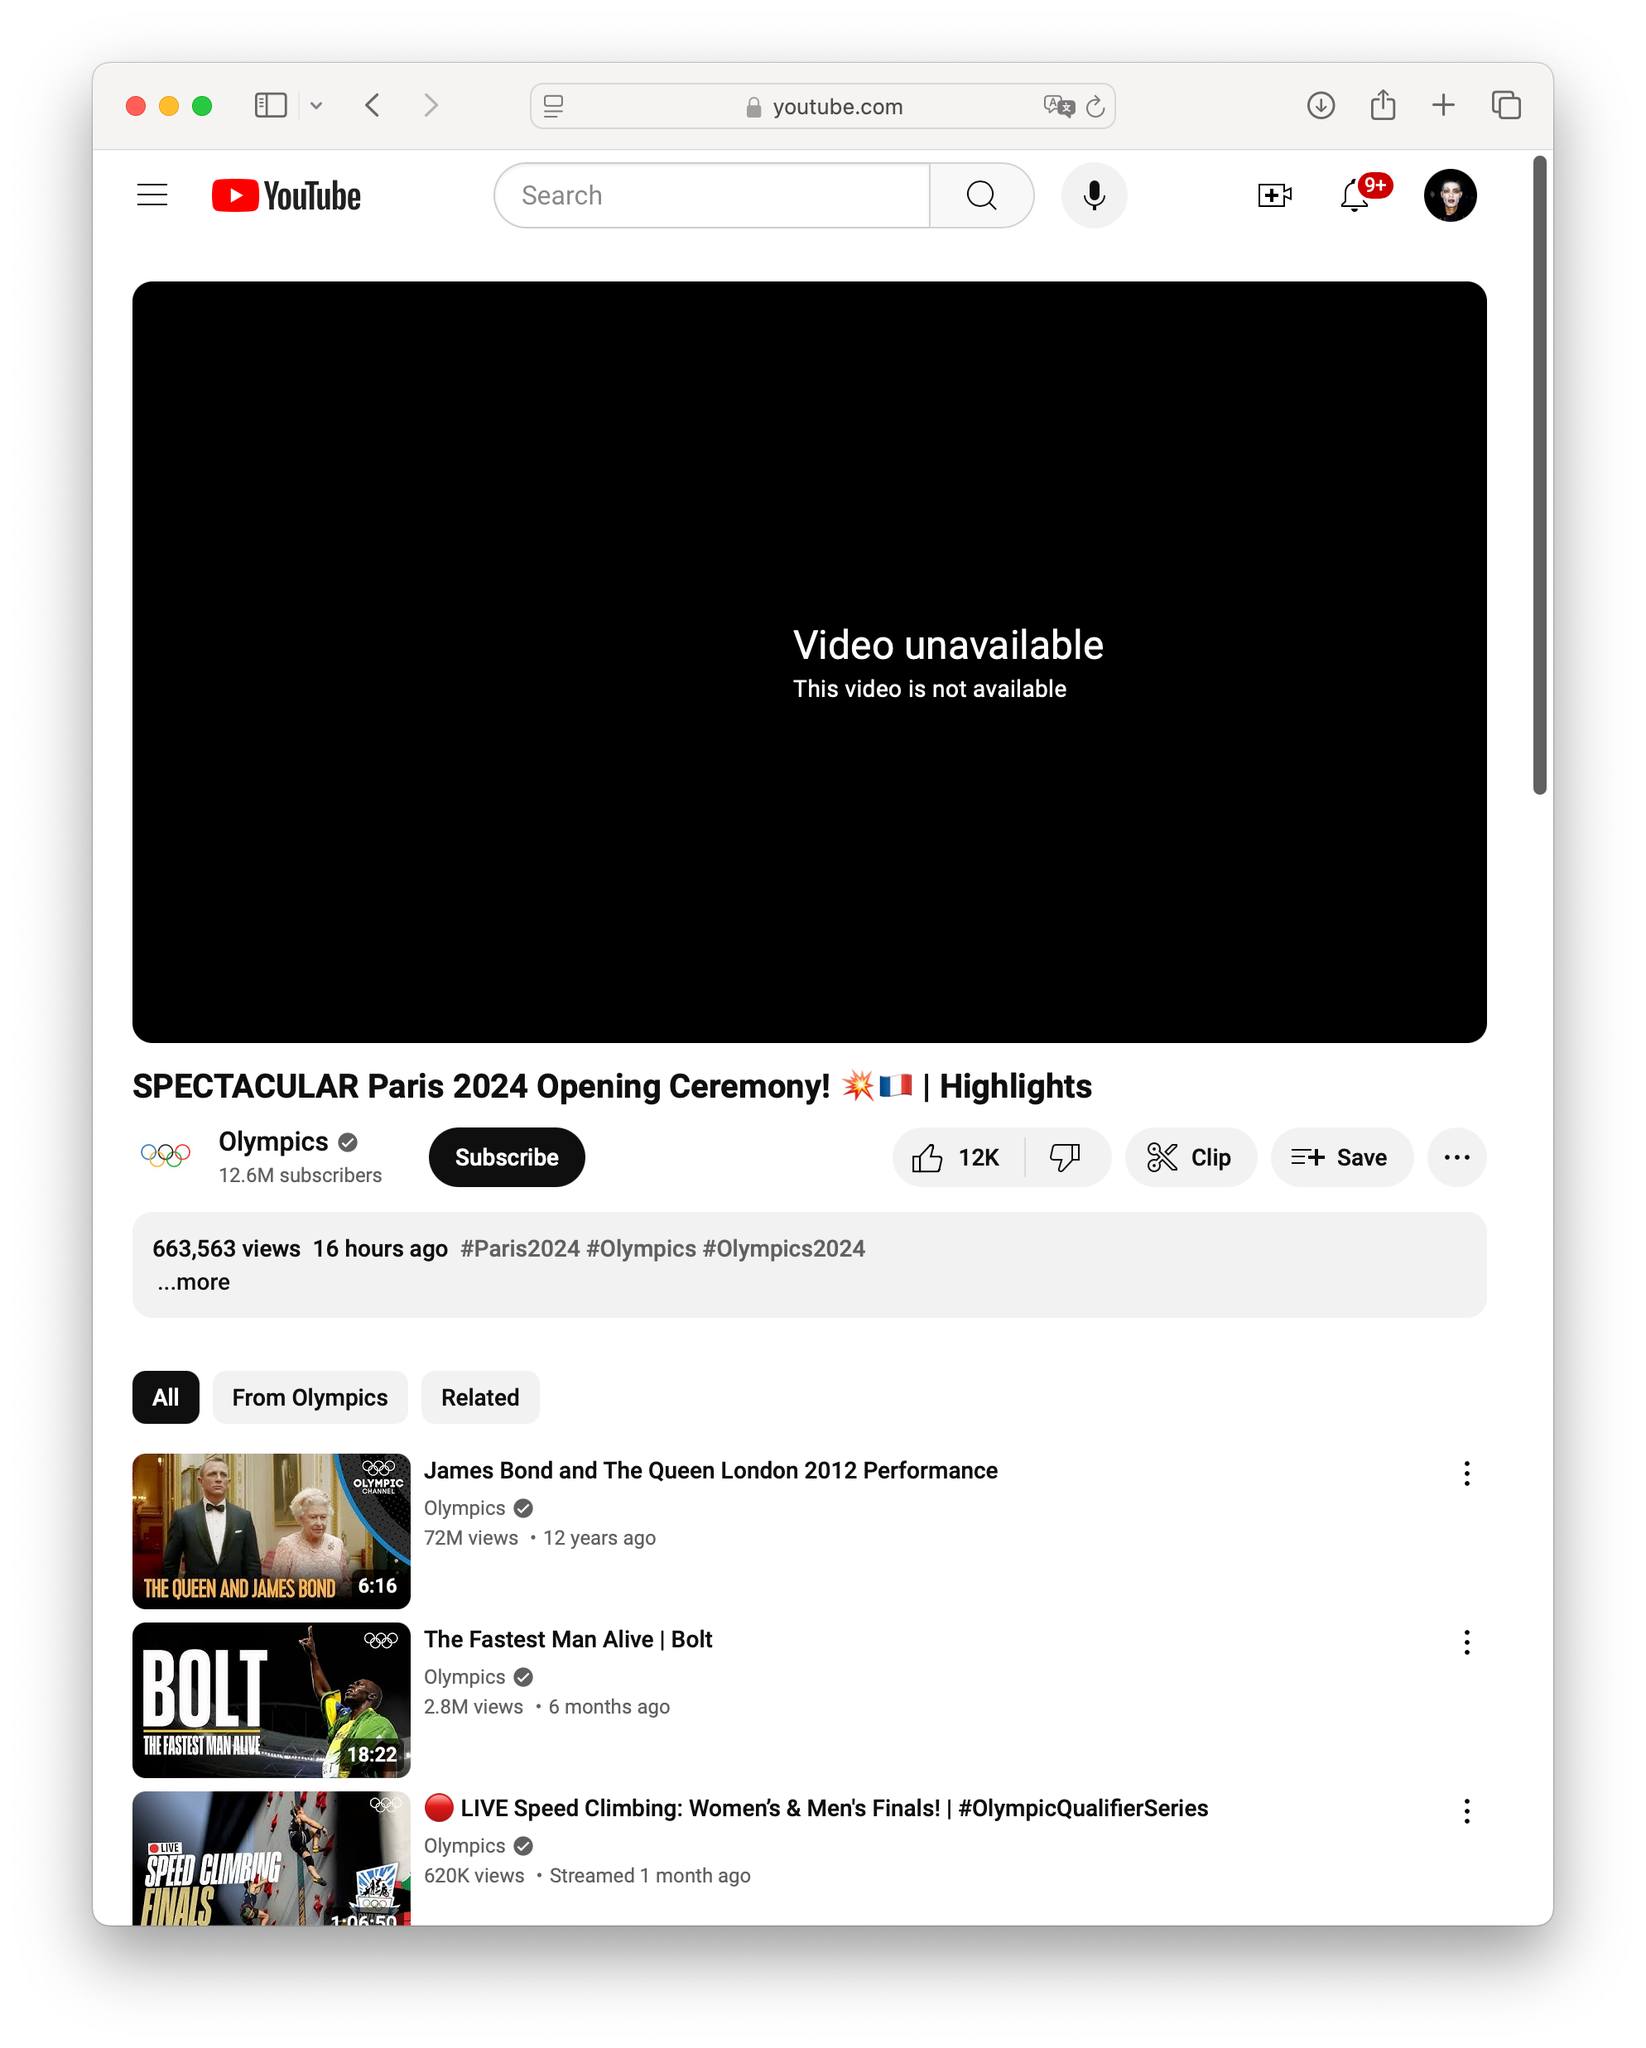 youtube.com
YouTube
Search
9+
Video unavailable
This video is not available
SPECTACULAR Paris 2024 Opening Ceremony! 💥🇫🇷 | Highlights
Olympics
12.6M subscribers
Subscribe
12K
Clip
Save
663,563 views 16 hours ago #Paris2024 #Olympics #Olympics2024
...more
All
From Olympics
Related
OLYMPIC
CHANNEL
THE QUEEN AND JAMES BOND
6:16
James Bond and The Queen London 2012 Performance
Olympics
72M views • 12 years ago
BOLT
THE FASTEST MAN ALIVE
18:22
The Fastest Man Alive | Bolt
Olympics
2.8M views • 6 months ago
LIVE
SPEED CLIMBING
FINALS
1:06:50
🔴 LIVE Speed Climbing: Women’s & Men's Finals! | #OlympicQualifierSeries
Olympics
620K views • Streamed 1 month ago